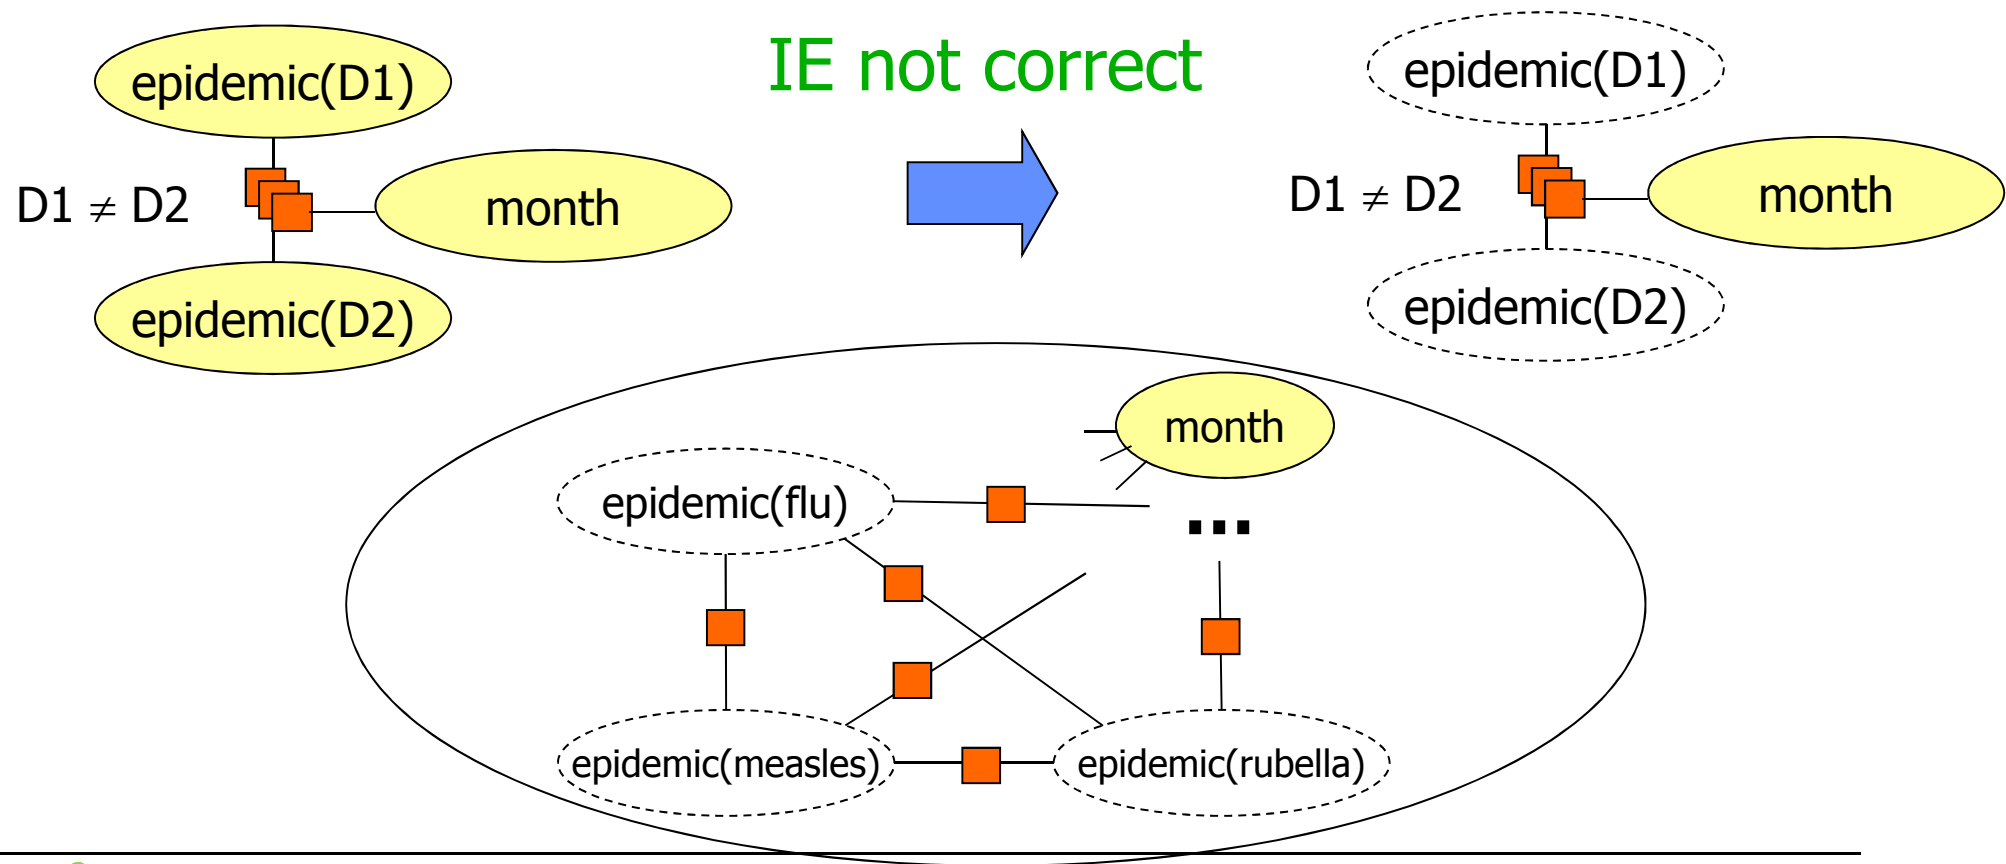 IE not correct
epidemic(D1)
D1 ≠ D2
month
epidemic(D2)
epidemic(D1)
D1 ≠ D2
month
epidemic(D2)
month
epidemic(flu)
...
epidemic(measles)
epidemic(rubella)